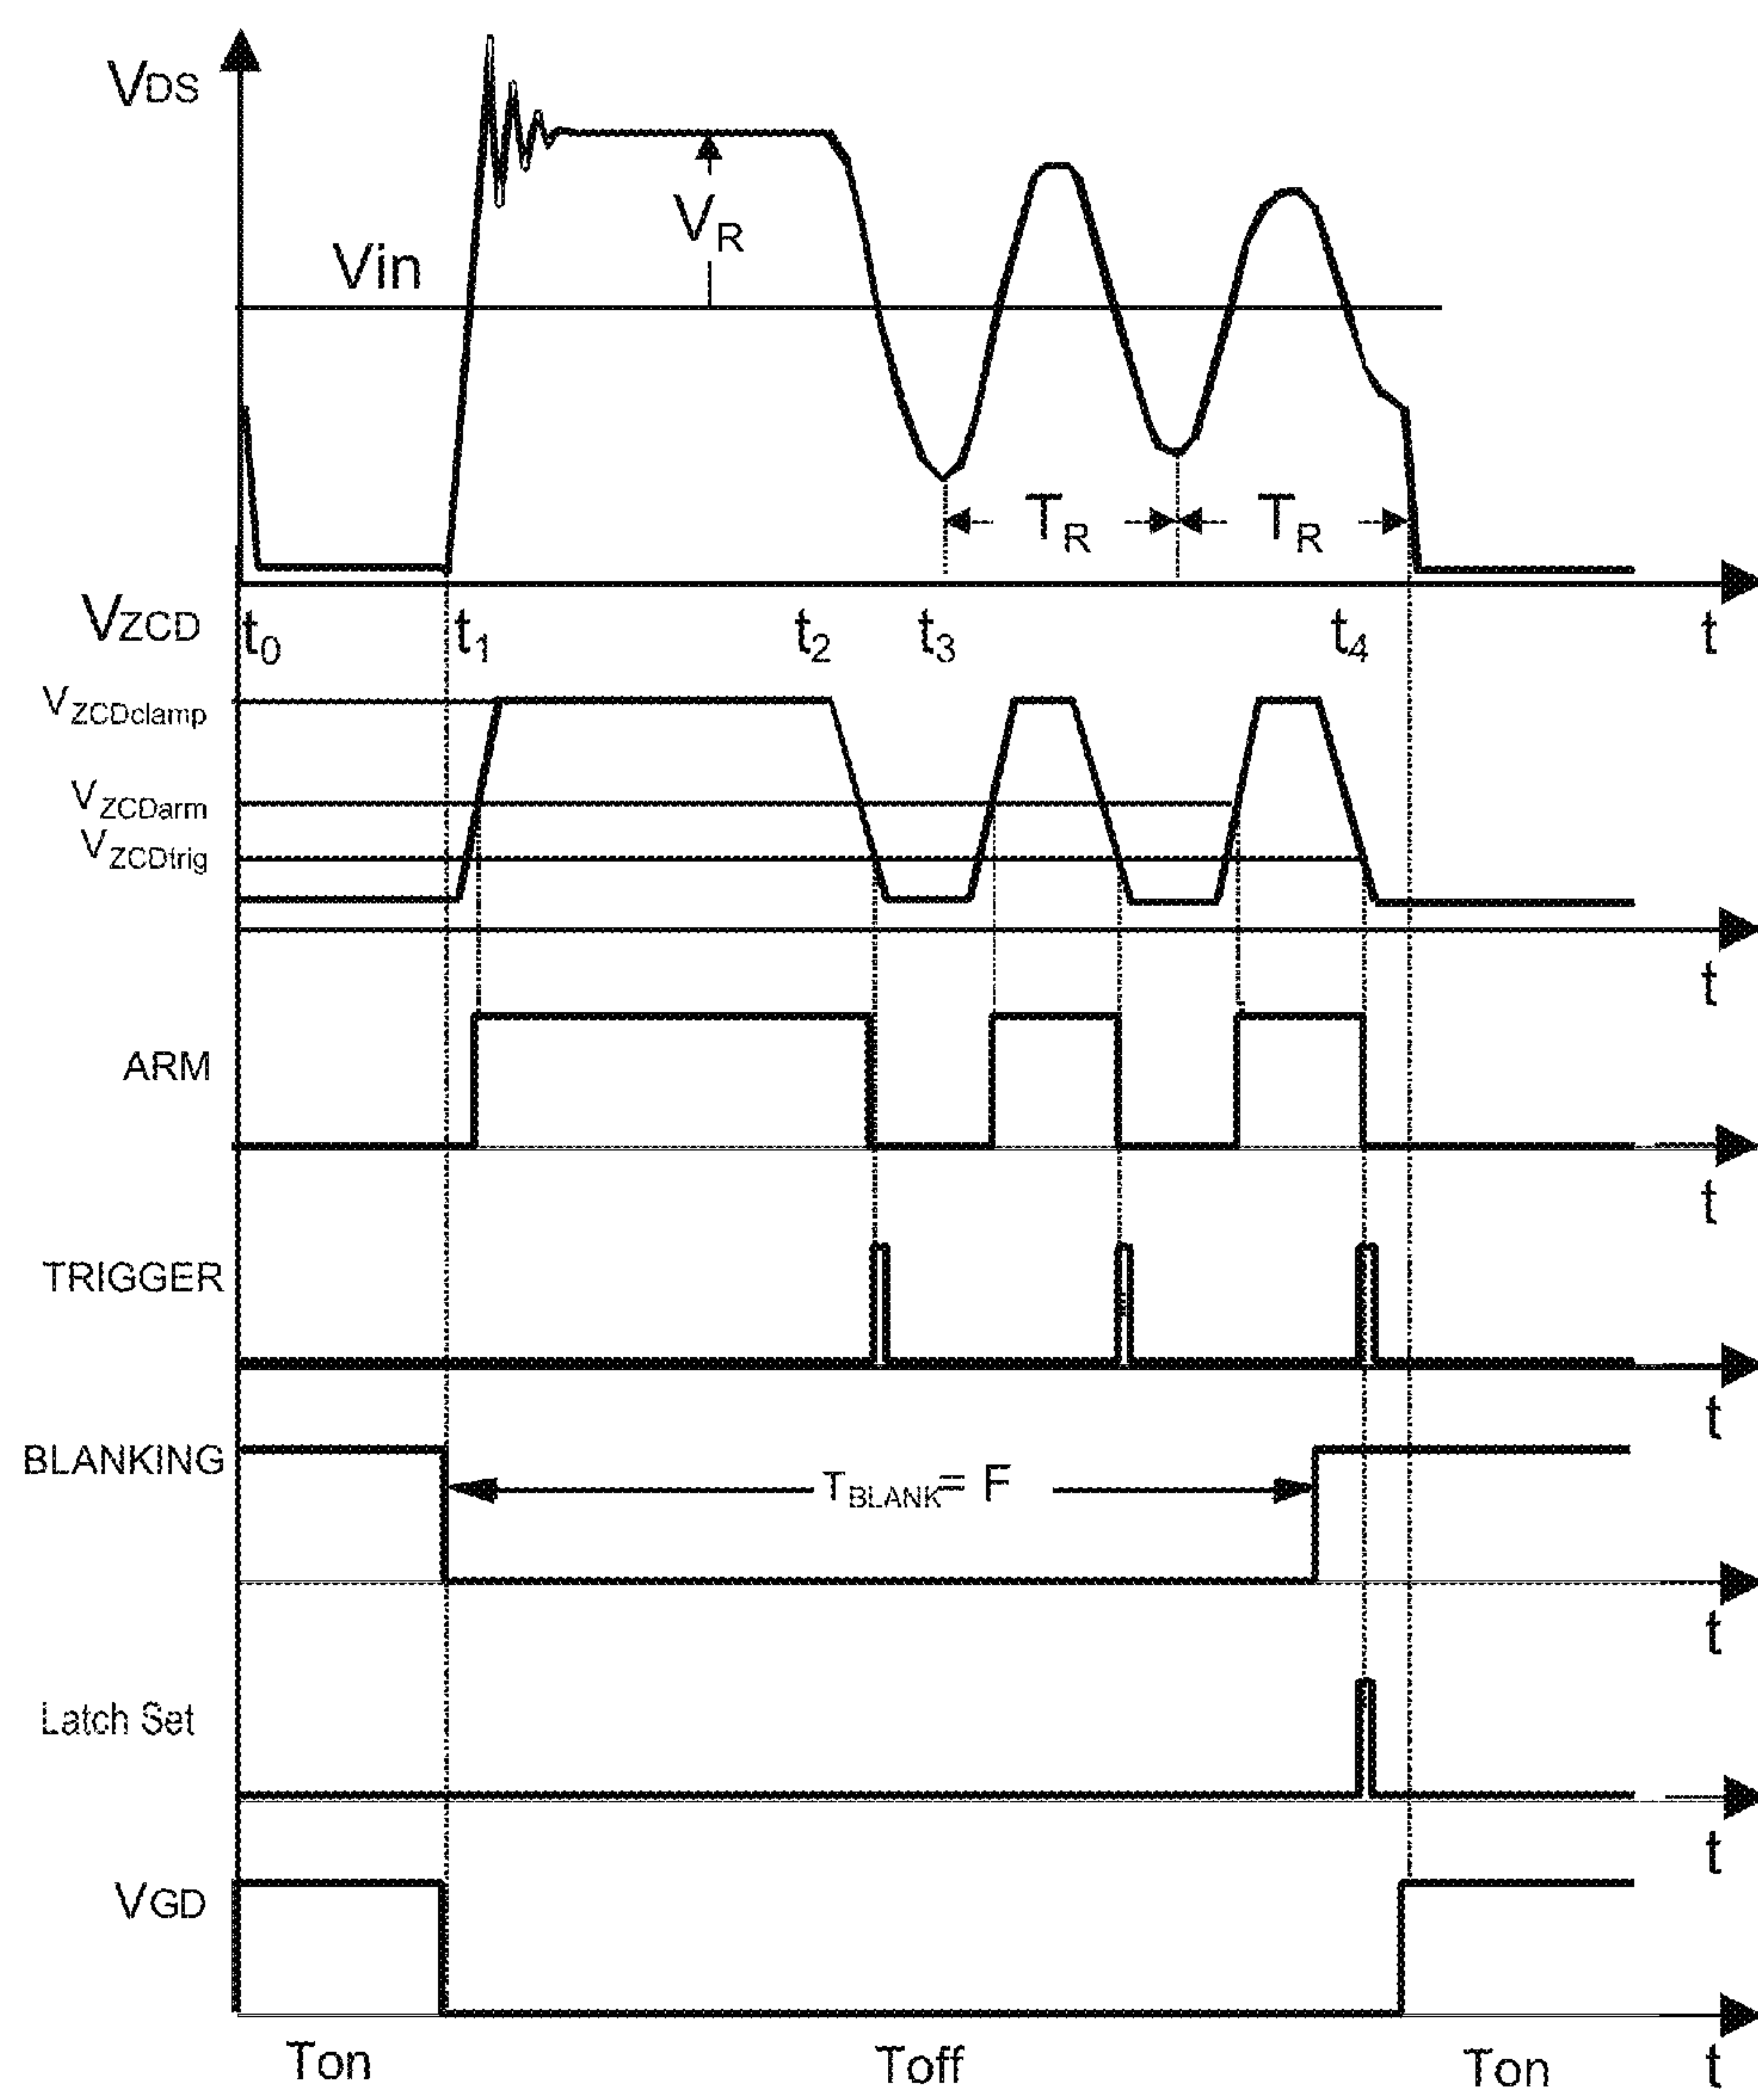 VDS
VR
Vin
TR TR
VZCD t0 t1 t2 t3 t4 t
VZCDclamp
VZCDarm
VZCDtrig
t
ARM
t
TRIGGER
t
BLANKING
TBLANK= F
t
Latch Set
t
VGD
Ton Toff Ton t